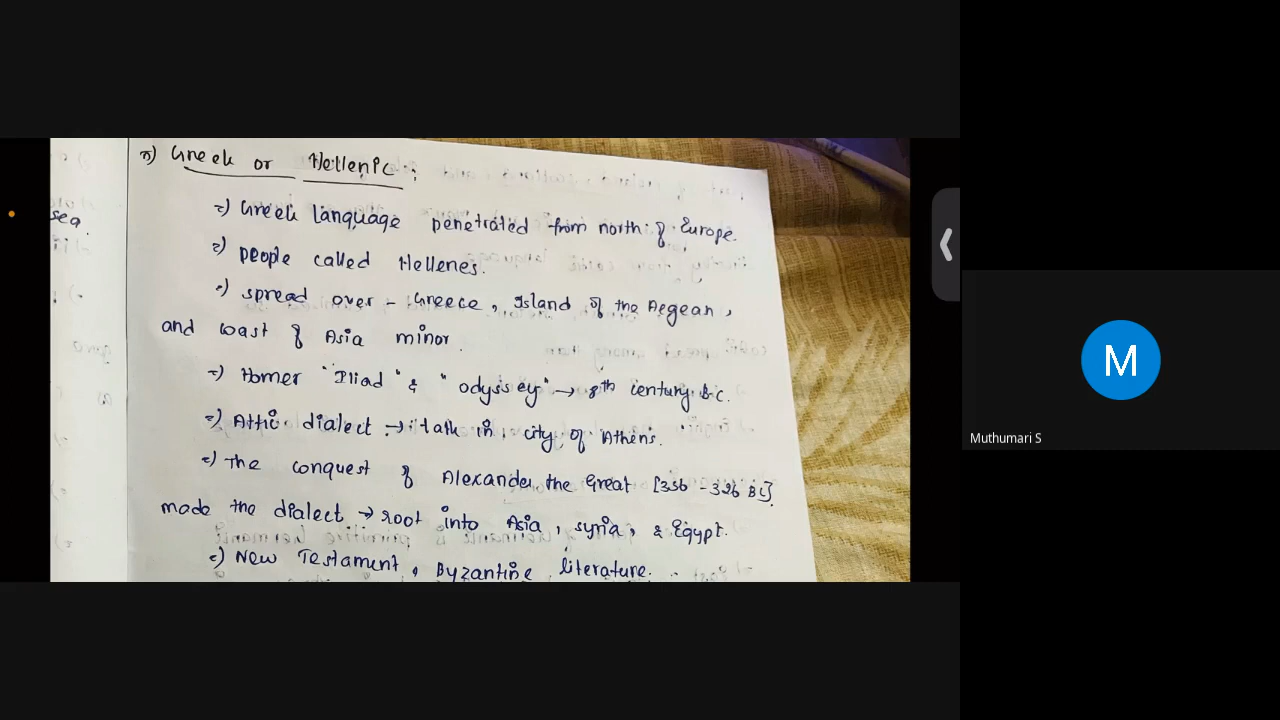 n) Greek or Hellenic :
=) Greek language penetrated from north of Europe.
=) people called Hellenes.
=) spread over - Greece, Island of the Aegean,
and coast of Asia minor.
=) Homer "Iliad" & "odyssey" → 8th century B.C.
=) Attic dialect → talk in city of Athens.
=) The conquest of Alexander the Great [356 - 326 BC]
made the dialect → root into Asia, syria, & Egypt.
=) New Testament, Byzantine literature.
sea.
M
Muthumari S